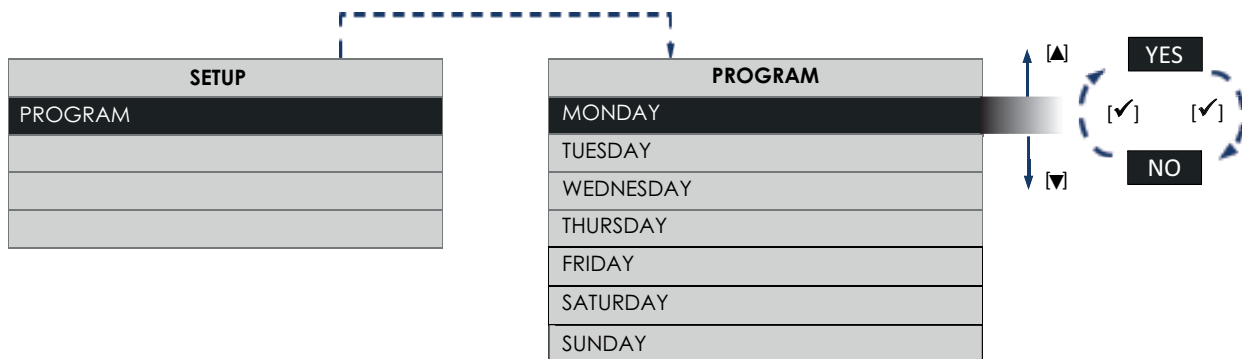 SETUP
PROGRAM
PROGRAM
MONDAY
TUESDAY
WEDNESDAY
THURSDAY
FRIDAY
SATURDAY
SUNDAY
[▲]
[▼]
YES
[✔] [✔]
NO